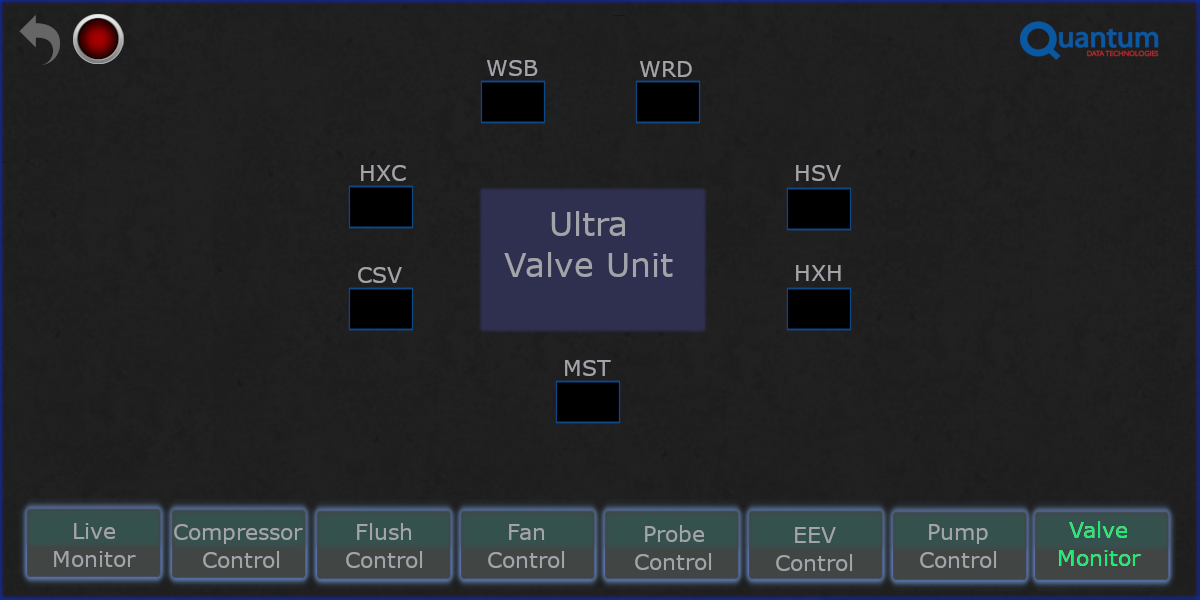 Quantum
DATA TECHNOLOGIES
WSB
WRD
HXC
HSV
Ultra
Valve Unit
CSV
HXH
MST
Live
Monitor
Compressor
Control
Flush
Control
Fan
Control
Probe
Control
EEV
Control
Pump
Control
Valve
Monitor